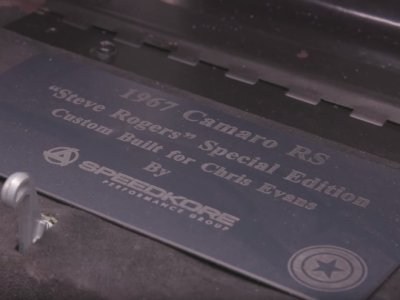 1967 Camaro RS
“Steve Rogers” Special Edition
Custom Built for Chris Evans
By
SPEEDKORE
PERFORMANCE GROUP